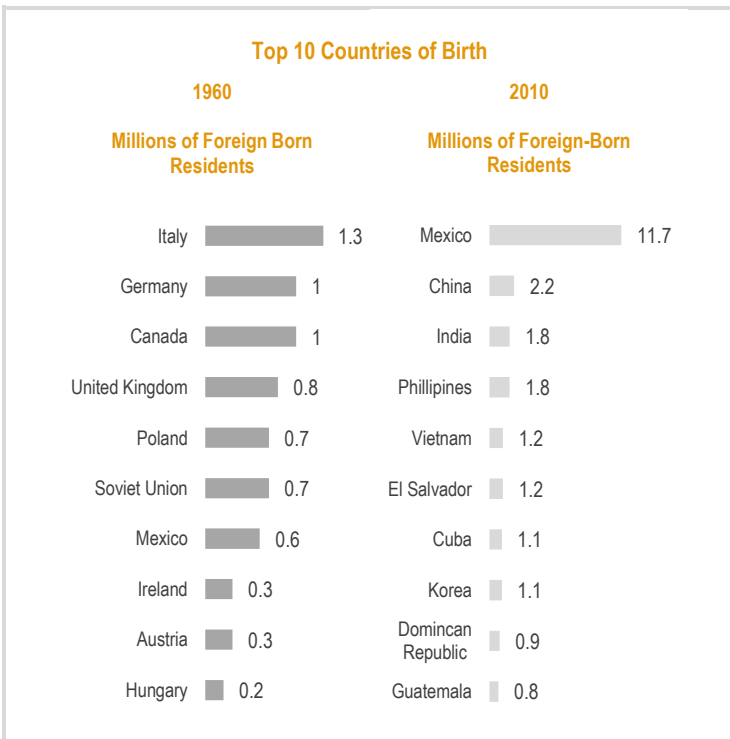 Top 10 Countries of Birth
1960
Millions of Foreign Born
Residents
Italy 1.3
Germany 1
Canada 1
United Kingdom 0.8
Poland 0.7
Soviet Union 0.7
Mexico 0.6
Ireland 0.3
Austria 0.3
Hungary 0.2
2010
Millions of Foreign-Born
Residents
Mexico 11.7
China 2.2
India 1.8
Phillipines 1.8
Vietnam 1.2
El Salvador 1.2
Cuba 1.1
Korea 1.1
Domincan
Republic 0.9
Guatemala 0.8